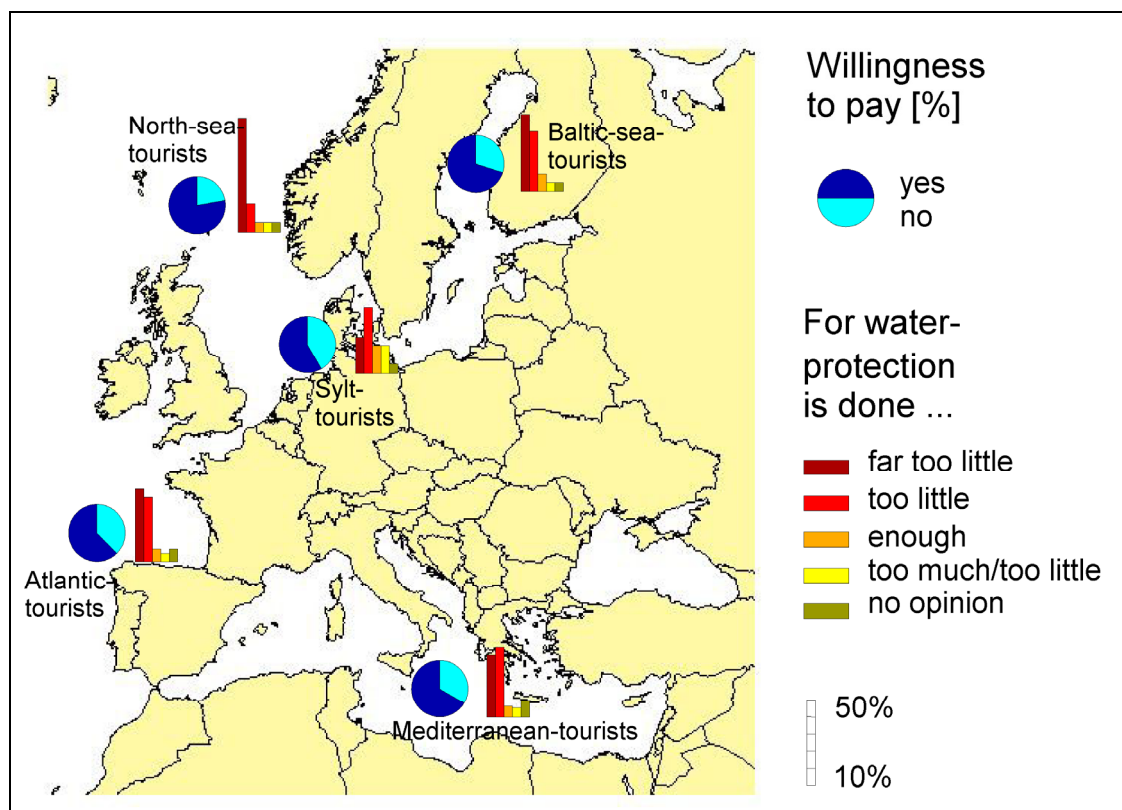 North-sea-
tourists
Baltic-sea-
tourists
Sylt-
tourists
Atlantic-
tourists
Mediterranean-tourists
Willingness
to pay [%]
yes
no
For water-
protection
is done ...
far too little
too little
enough
too much/too little
no opinion
50%
10%